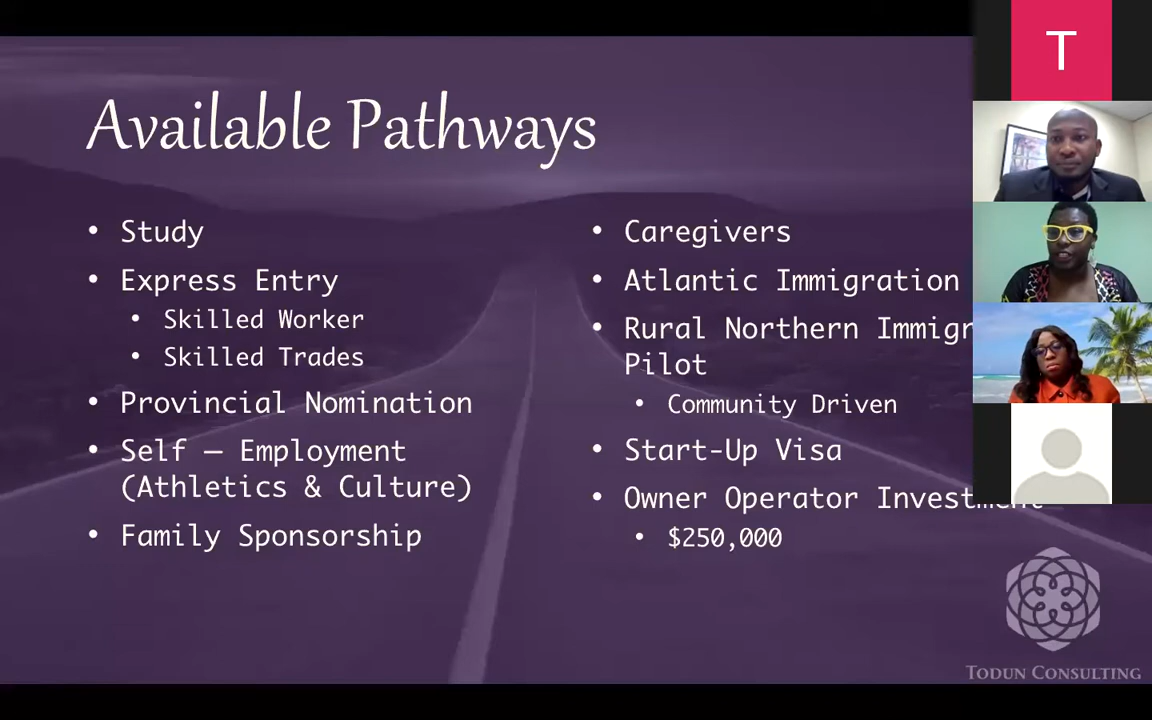 Available Pathways
• Study
• Express Entry
• Skilled Worker
• Skilled Trades
• Provincial Nomination
• Self – Employment
(Athletics & Culture)
• Family Sponsorship
• Caregivers
• Atlantic Immigration
• Rural Northern Immigr
Pilot
• Community Driven
• Start-Up Visa
• Owner Operator Investment
• $250,000
T
TODUN CONSULTING